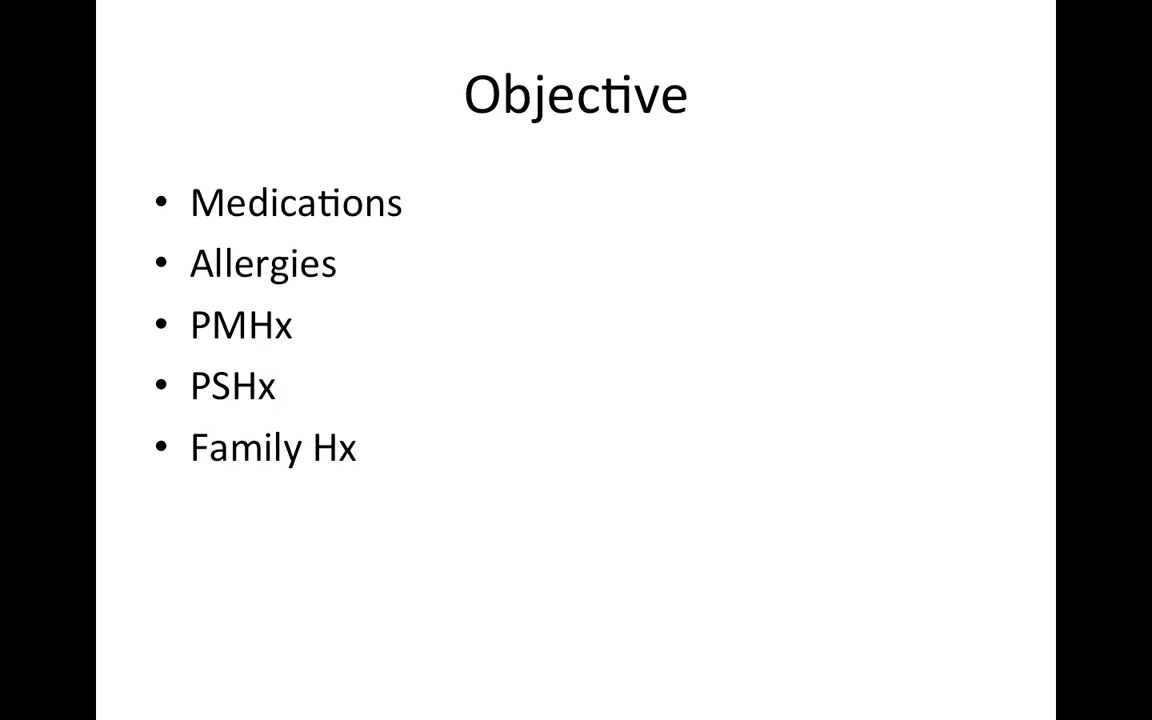 Objective
• Medications
• Allergies
• PMHx
• PSHx
• Family Hx